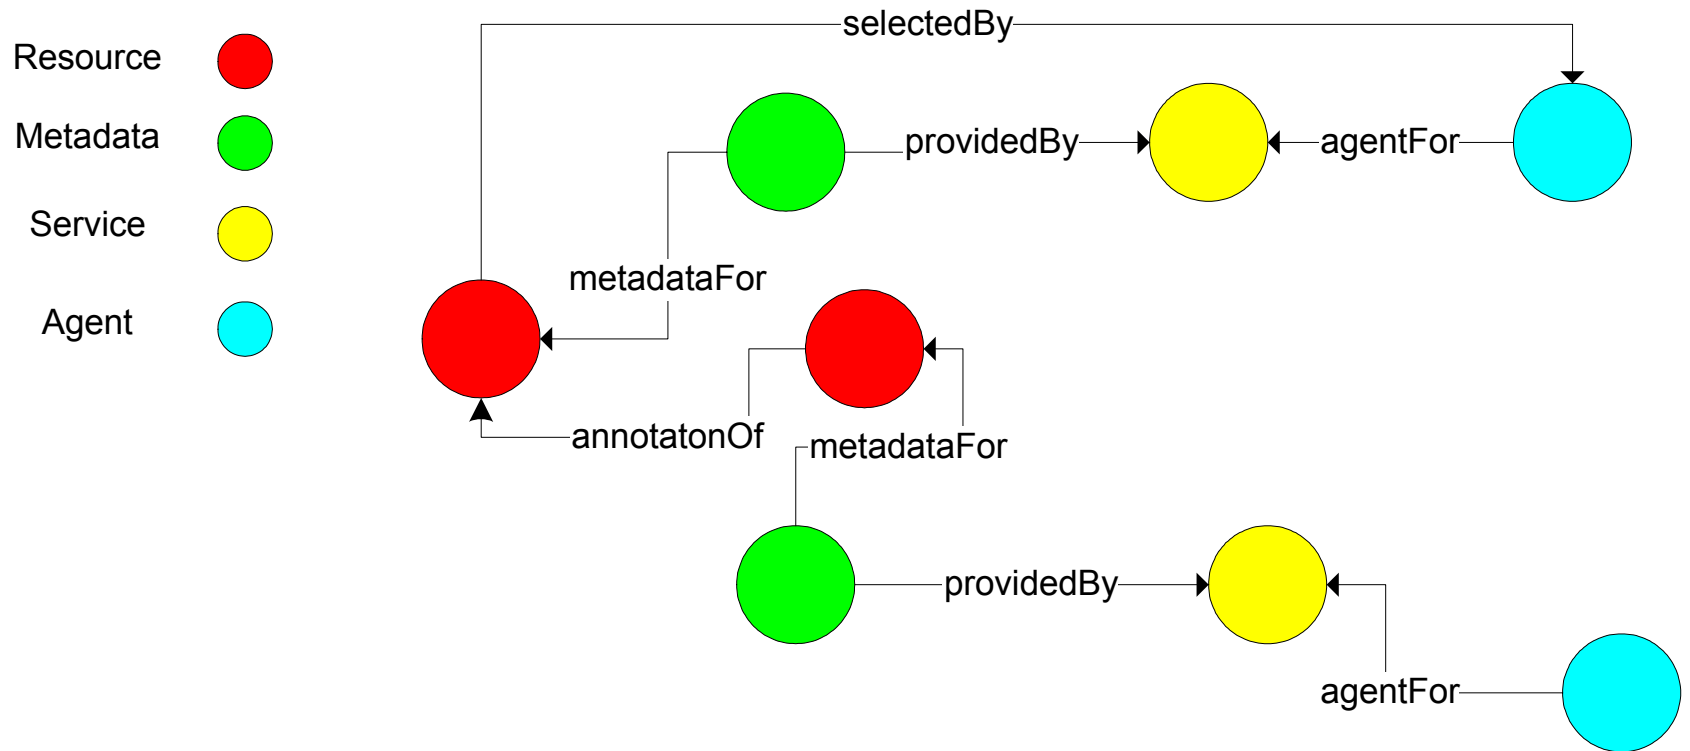 selectedBy
Resource
Metadata
providedBy
agentFor
Service
metadataFor
Agent
annotatonOf
metadataFor
providedBy
agentFor